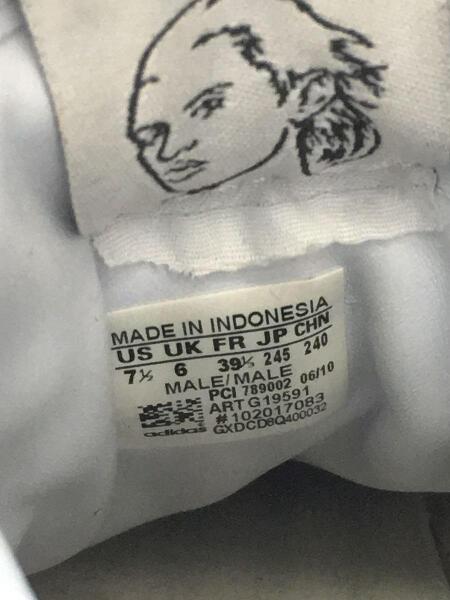 MADE IN INDONESIA
US UK FR JP CHN
7½ 6 39⅓ 245 240
MALE/MALE
PCI 789002 06/10
ART G19591
#102017083
adidas GXDCD8Q400032